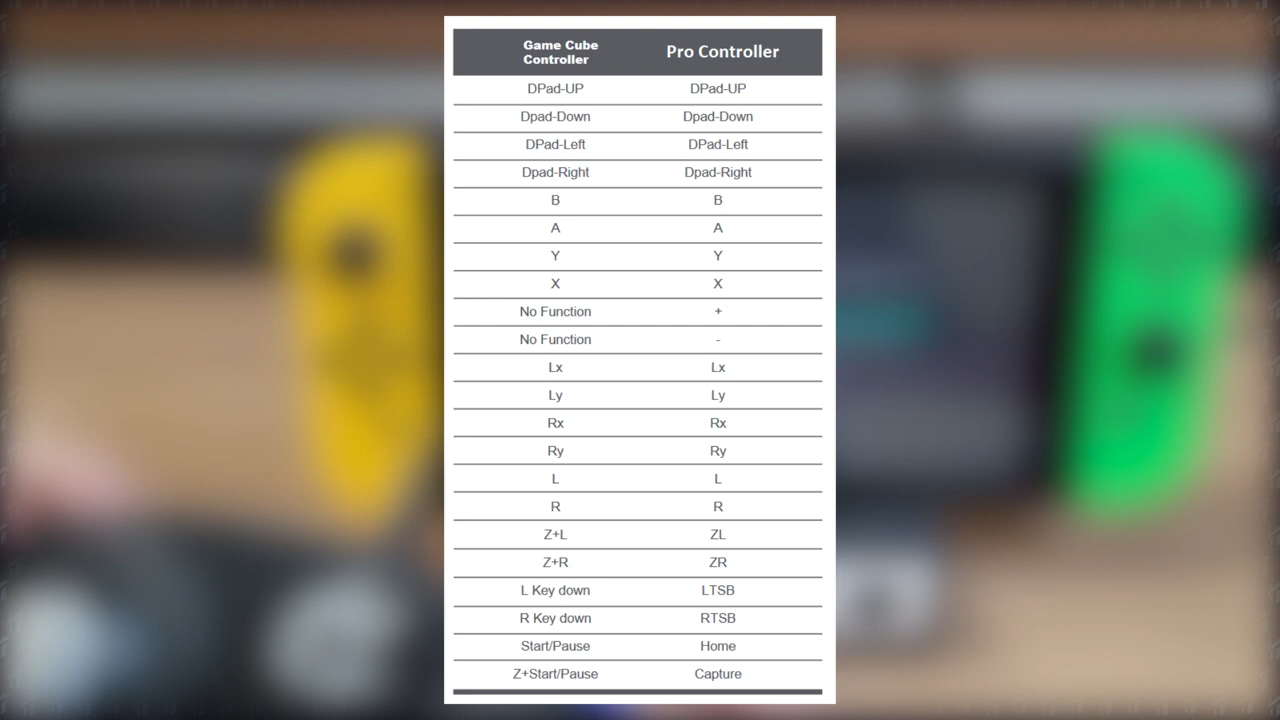 Game Cube Controller Pro Controller
DPad-UP DPad-UP
Dpad-Down Dpad-Down
DPad-Left DPad-Left
Dpad-Right Dpad-Right
B B
A A
Y Y
X X
No Function +
No Function -
Lx Lx
Ly Ly
Rx Rx
Ry Ry
L L
R R
Z+L ZL
Z+R ZR
L Key down LTSB
R Key down RTSB
Start/Pause Home
Z+Start/Pause Capture